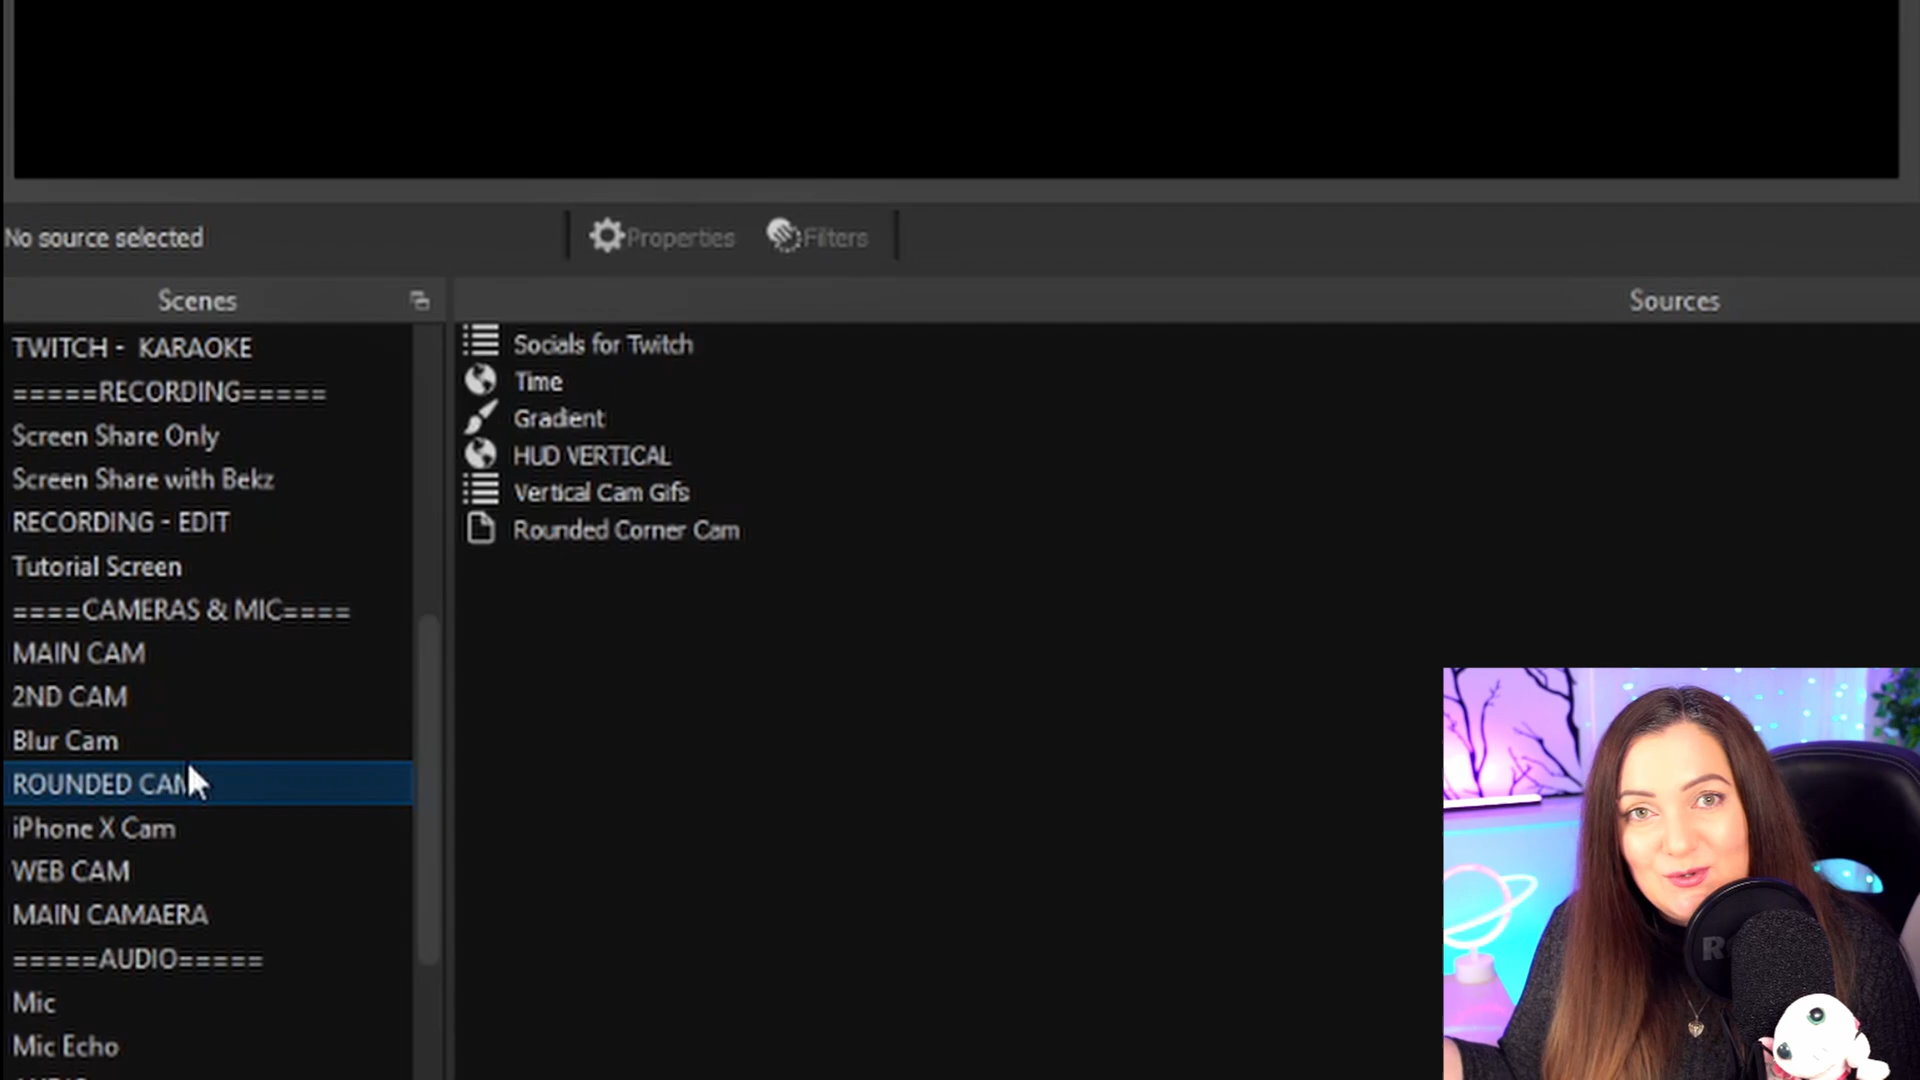 No source selected
Properties
Filters
Scenes
Sources
TWITCH - KARAOKE
=====RECORDING=====
Screen Share Only
Screen Share with Bekz
RECORDING - EDIT
Tutorial Screen
====CAMERAS & MIC====
MAIN CAM
2ND CAM
Blur Cam
ROUNDED CAM
iPhone X Cam
WEB CAM
MAIN CAMAERA
=====AUDIO=====
Mic
Mic Echo
Socials for Twitch
Time
Gradient
HUD VERTICAL
Vertical Cam Gifs
Rounded Corner Cam